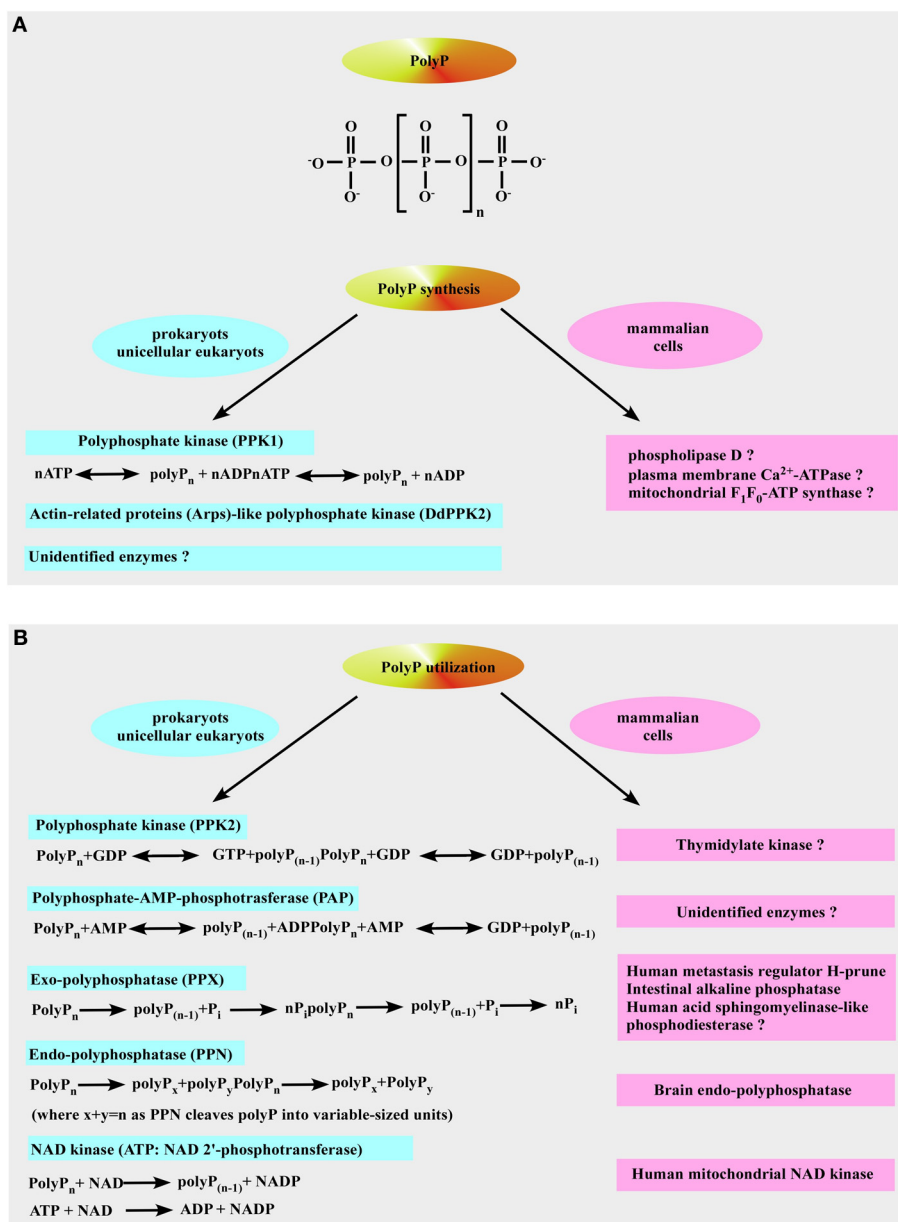 A
PolyP
O O O
⁻O P O P O P O⁻
O⁻ O⁻ O⁻
n
PolyP synthesis
prokaryots
unicellular eukaryots
mammalian
cells
Polyphosphate kinase (PPK1)
nATP ⟷ polyPₙ + nADPnATP ⟷ polyPₙ + nADP
Actin-related proteins (Arps)-like polyphosphate kinase (DdPPK2)
Unidentified enzymes ?
phospholipase D ?
plasma membrane Ca²⁺-ATPase ?
mitochondrial F₁F₀-ATP synthase ?
B
PolyP utilization
prokaryots
unicellular eukaryots
mammalian
cells
Polyphosphate kinase (PPK2)
PolyPₙ+GDP ⟷ GTP+polyP₍ₙ₋₁₎PolyPₙ+GDP ⟷ GDP+polyP₍ₙ₋₁₎
Thymidylate kinase ?
Polyphosphate-AMP-phosphotrasferase (PAP)
PolyPₙ+AMP ⟷ polyP₍ₙ₋₁₎+ADPPolyPₙ+AMP ⟷ GDP+polyP₍ₙ₋₁₎
Unidentified enzymes ?
Exo-polyphosphatase (PPX)
PolyPₙ ⟶ polyP₍ₙ₋₁₎+Pᵢ ⟶ nPᵢpolyPₙ ⟶ polyP₍ₙ₋₁₎+Pᵢ ⟶ nPᵢ
Human metastasis regulator H-prune
Intestinal alkaline phosphatase
Human acid sphingomyelinase-like
phosphodiesterase ?
Endo-polyphosphatase (PPN)
PolyPₙ ⟶ polyPₓ+polyP_yPolyPₙ ⟶ polyPₓ+PolyP_y
(where x+y=n as PPN cleaves polyP into variable-sized units)
Brain endo-polyphosphatase
NAD kinase (ATP: NAD 2'-phosphotransferase)
PolyPₙ+ NAD ⟶ polyP₍ₙ₋₁₎+ NADP
ATP + NAD ⟶ ADP + NADP
Human mitochondrial NAD kinase